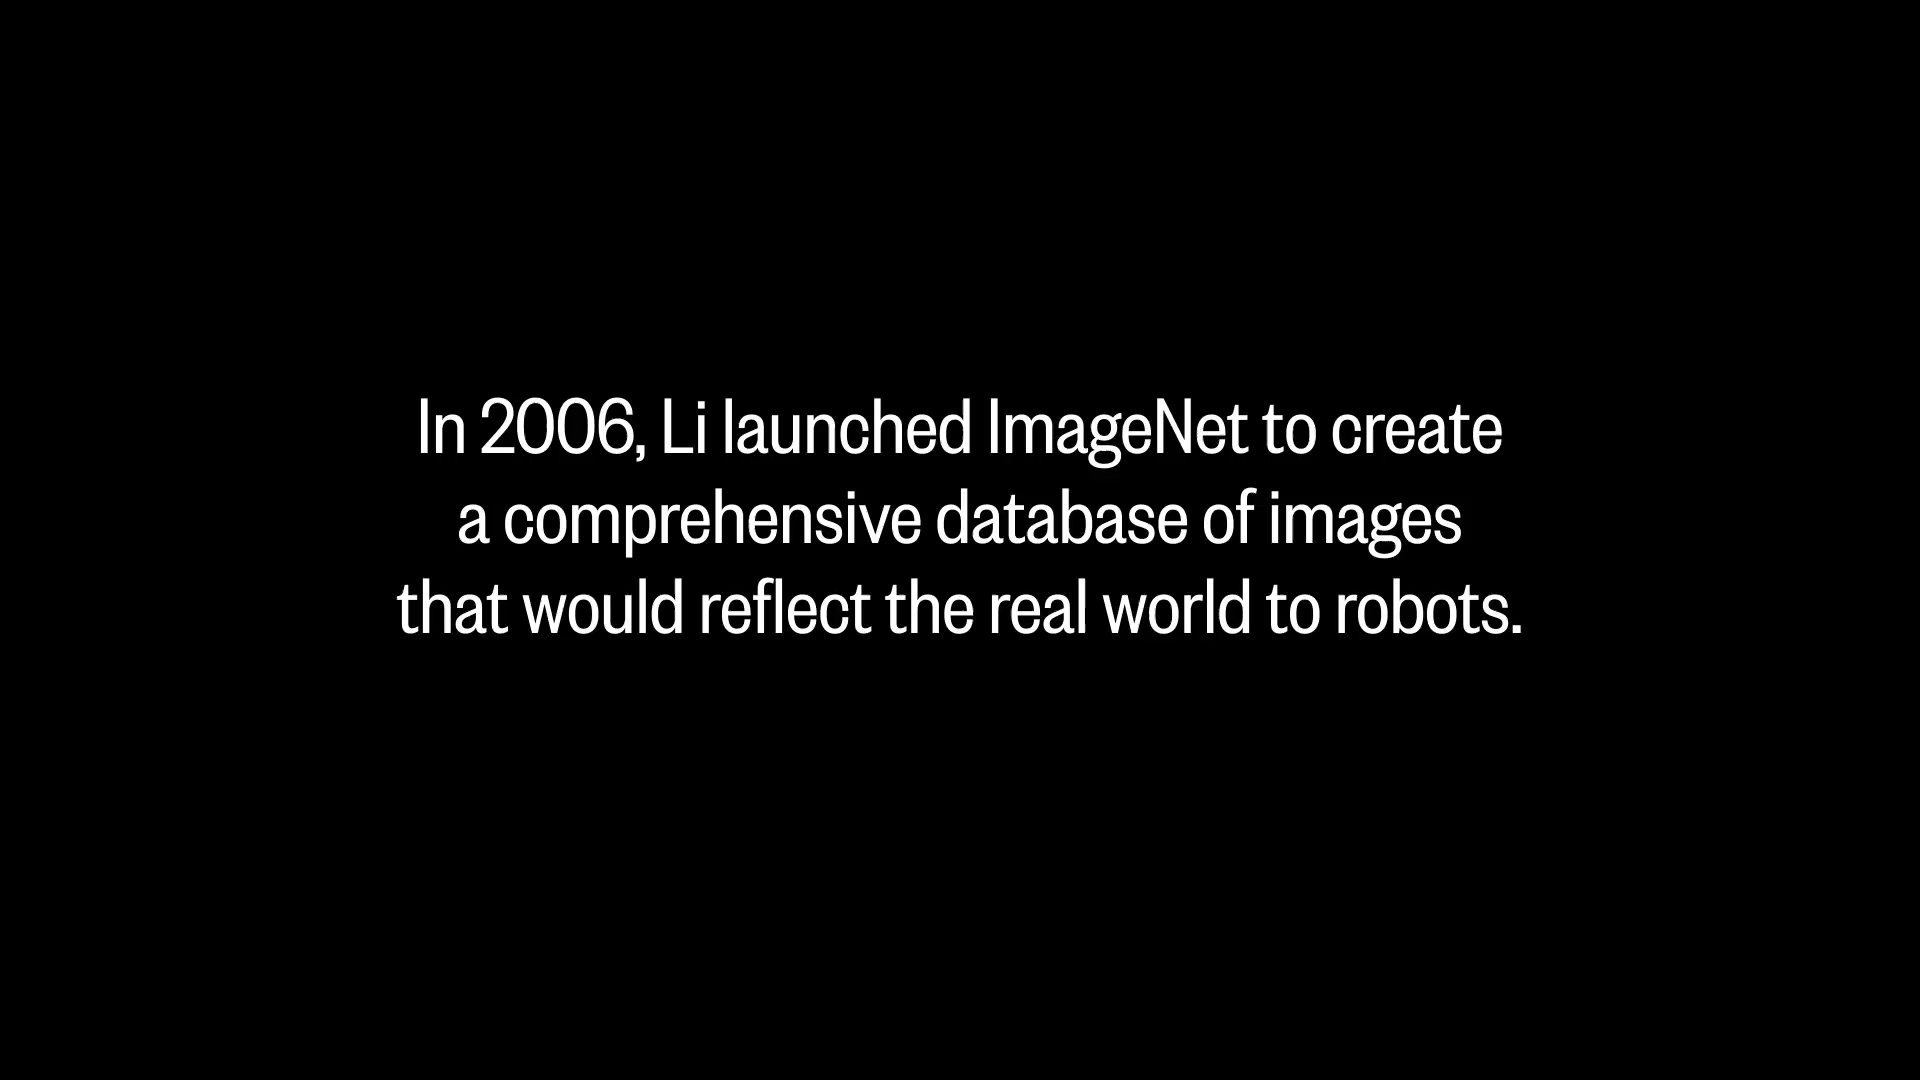 In 2006, Li launched ImageNet to create
a comprehensive database of images
that would reflect the real world to robots.